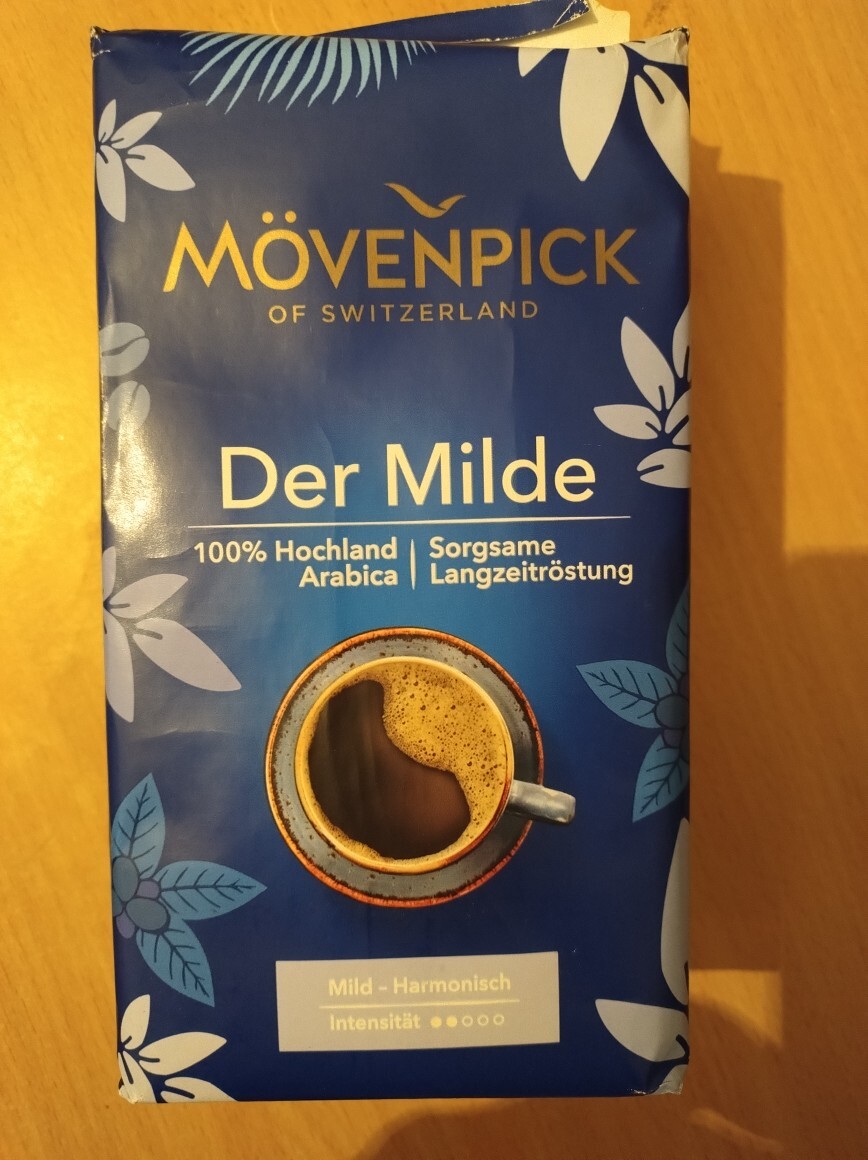 MÖVENPICK
OF SWITZERLAND
Der Milde
100% Hochland Arabica
Sorgsame Langzeitröstung
Mild - Harmonisch
Intensität